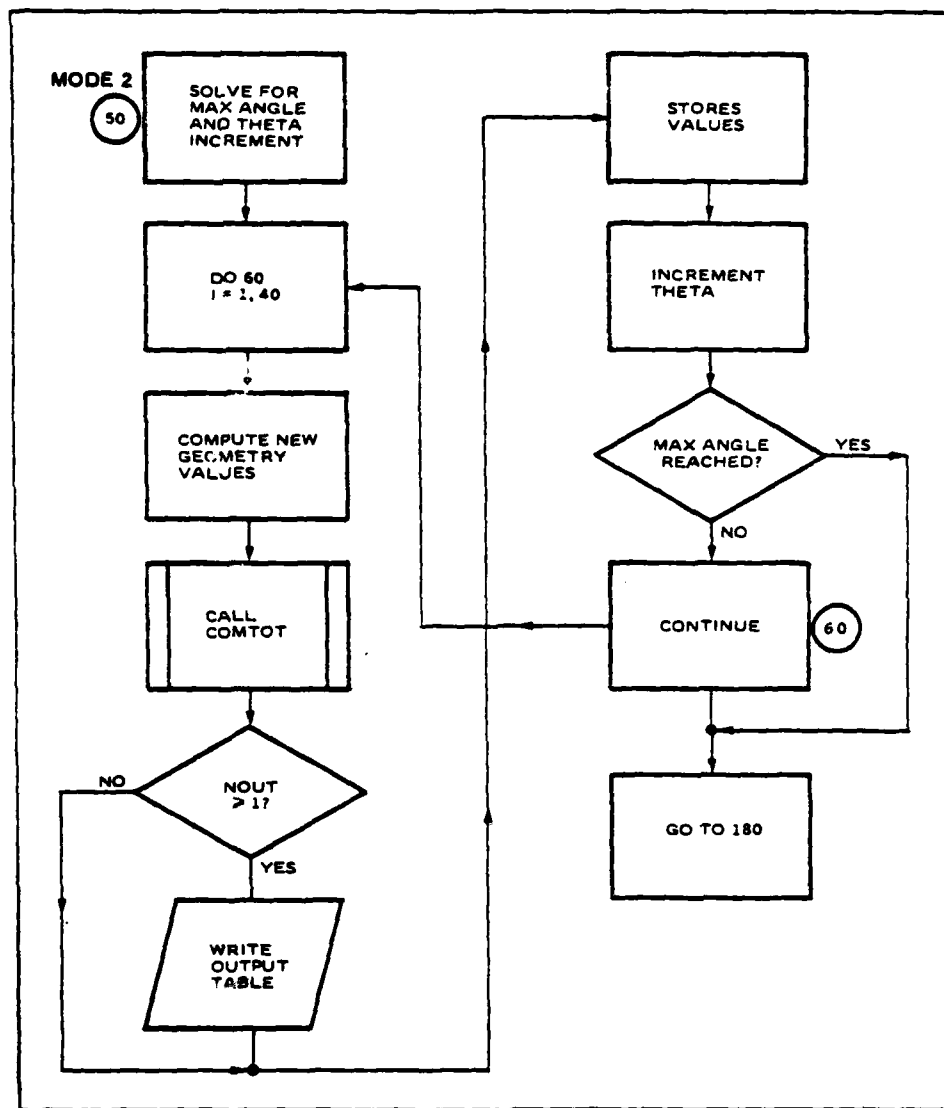 MODE 2
50
SOLVE FOR
MAX ANGLE
AND THETA
INCREMENT
DO 60
I = 1, 40
COMPUTE NEW
GEOMETRY
VALUES
CALL
COMTOT
NO
NOUT
≥ 1?
YES
WRITE
OUTPUT
TABLE
STORES
VALUES
INCREMENT
THETA
MAX ANGLE
REACHED?
YES
NO
CONTINUE
60
GO TO 180